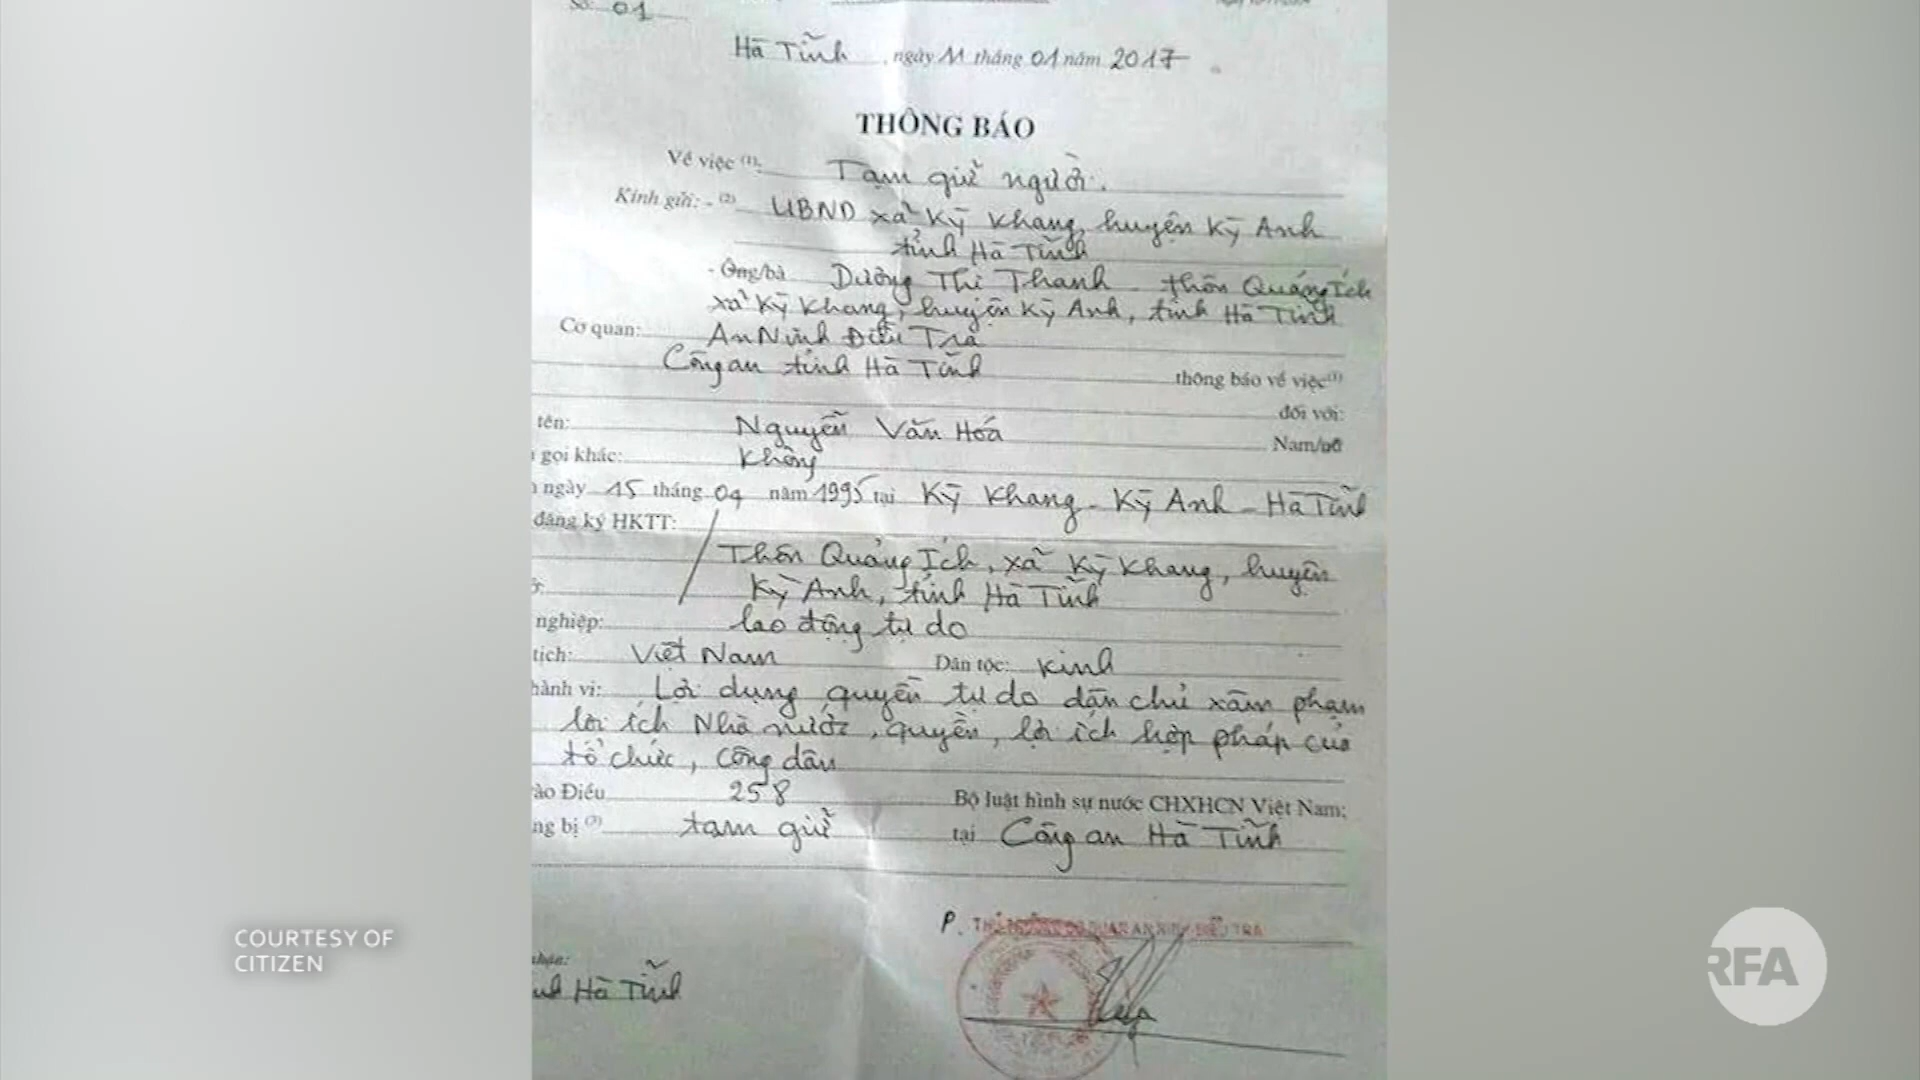 Số: 01
Hà Tĩnh, ngày 11 tháng 01 năm 2017
THÔNG BÁO
Về việc (1): Tạm giữ người.
Kính gửi: - (2) UBND xã Kỳ Khang, huyện Kỳ Anh
tỉnh Hà Tĩnh
- Ông/bà Dương Thị Thanh - thôn Quảng Ích
xã Kỳ Khang, huyện Kỳ Anh, tỉnh Hà Tĩnh
Cơ quan: An Ninh Điều Tra
Công an tỉnh Hà Tĩnh
thông báo về việc (1)
đối với:
tên: Nguyễn Văn Hóa Nam/nữ
gọi khác: Không
ngày 15 tháng 04 năm 1995 tại Kỳ Khang - Kỳ Anh - Hà Tĩnh
đăng ký HKTT:
Thôn Quảng Ích, xã Kỳ Khang, huyện
Kỳ Anh, tỉnh Hà Tĩnh
nghiệp: lao động tự do
tịch: Việt Nam Dân tộc: Kinh
hành vi: Lợi dụng quyền tự do dân chủ xâm phạm
lợi ích Nhà nước, quyền, lợi ích hợp pháp của
tổ chức, công dân
ào Điều 258 Bộ luật hình sự nước CHXHCN Việt Nam;
ng bị (3) tạm giữ tại Công an Hà Tĩnh
P. THỦ TRƯỞNG CƠ QUAN AN NINH ĐIỀU TRA
nhận:
nh Hà Tĩnh
COURTESY OF
CITIZEN
RFA